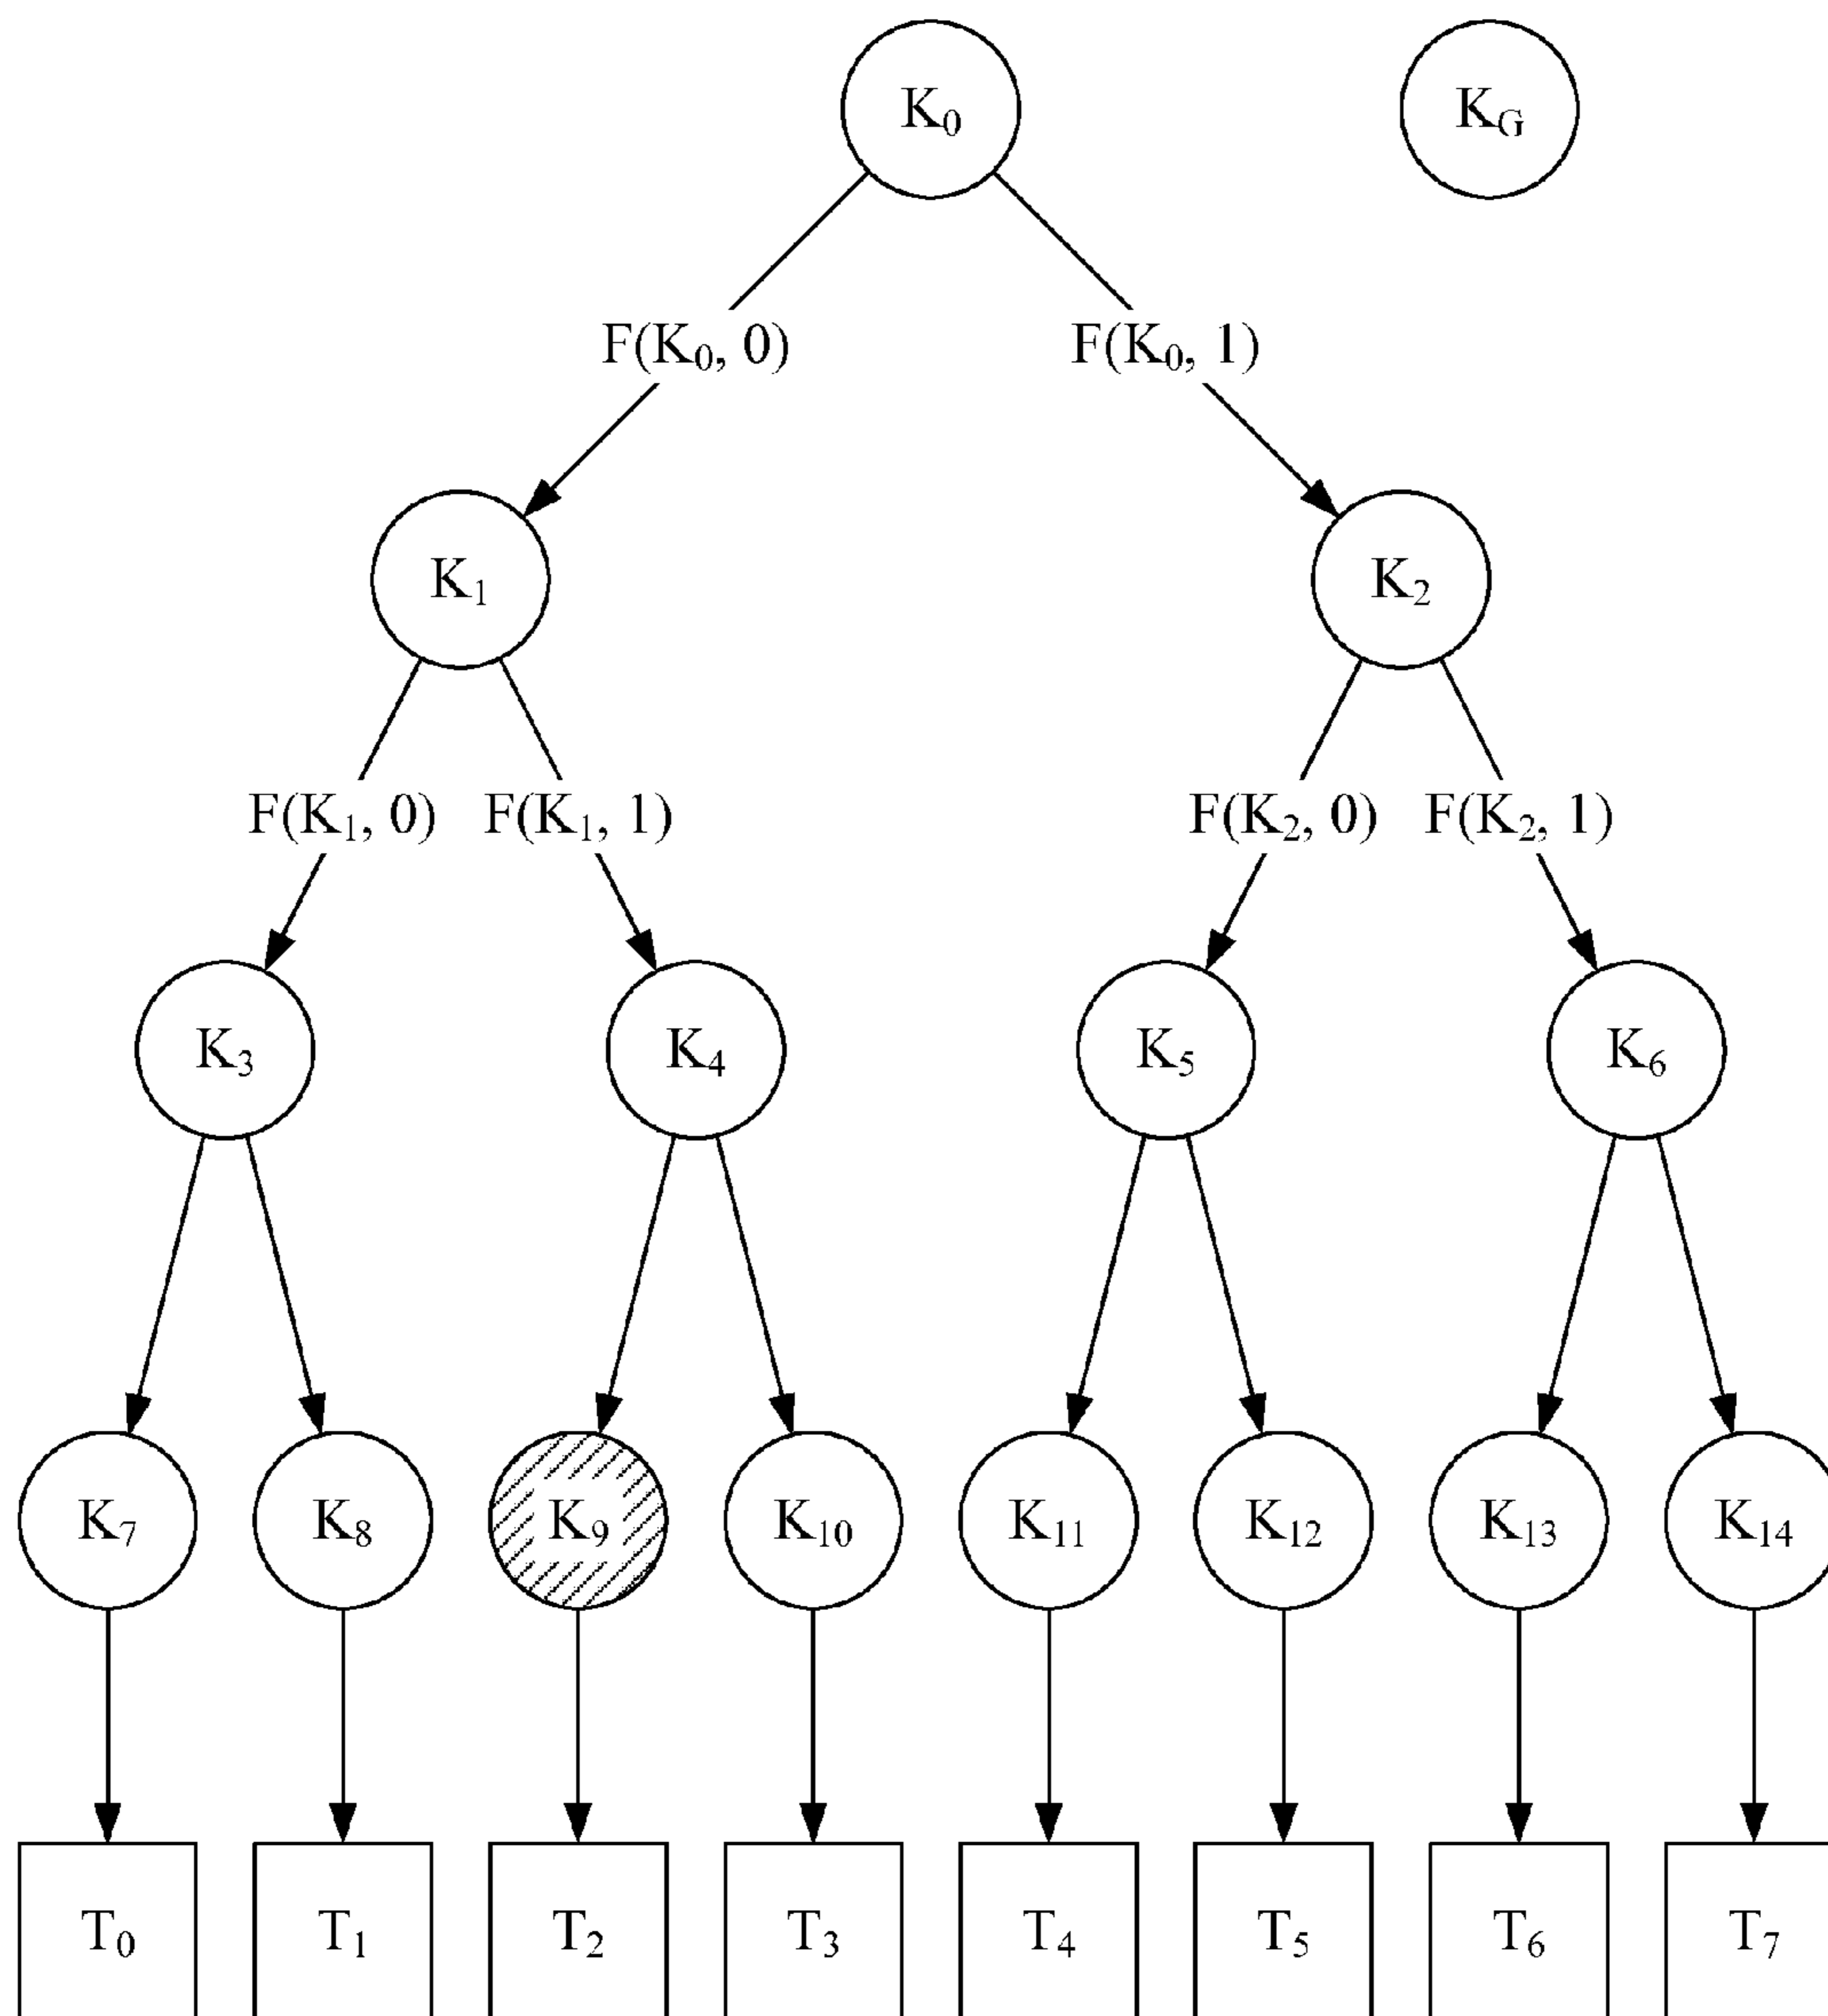 K₀ K_G
F(K₀, 0) F(K₀, 1)
K₁ K₂
F(K₁, 0) F(K₁, 1) F(K₂, 0) F(K₂, 1)
K₃ K₄ K₅ K₆
K₇ K₈ K₉ K₁₀ K₁₁ K₁₂ K₁₃ K₁₄
T₀ T₁ T₂ T₃ T₄ T₅ T₆ T₇